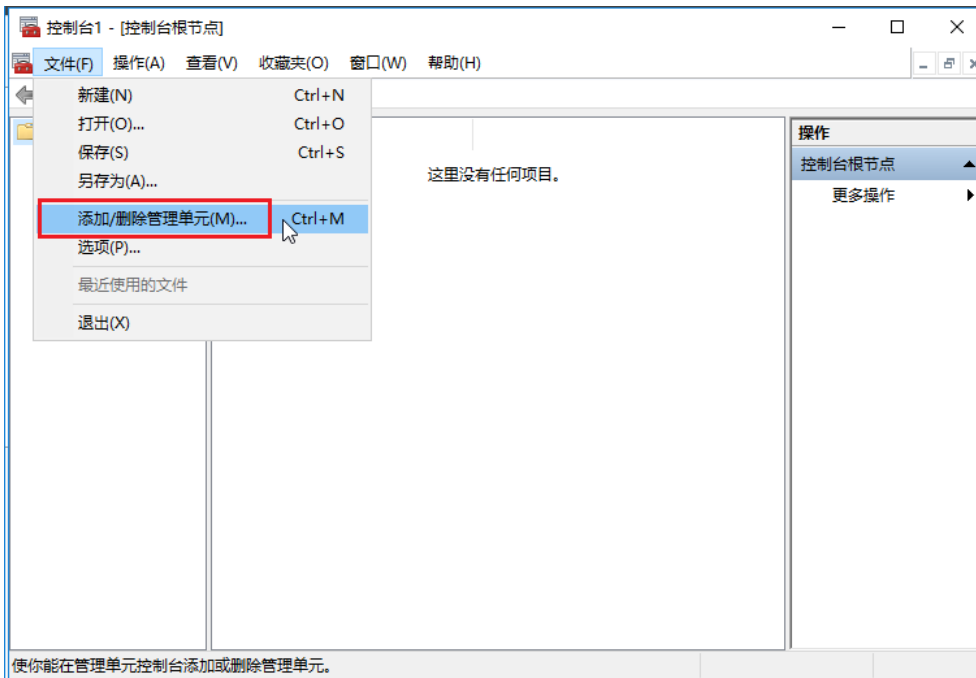 控制台1 - [控制台根节点]
文件(F) 操作(A) 查看(V) 收藏夹(O) 窗口(W) 帮助(H)
新建(N) Ctrl+N
打开(O)... Ctrl+O
保存(S) Ctrl+S
另存为(A)...
添加/删除管理单元(M)... Ctrl+M
选项(P)...
最近使用的文件
退出(X)
这里没有任何项目。
操作
控制台根节点
更多操作
使你能在管理单元控制台添加或删除管理单元。